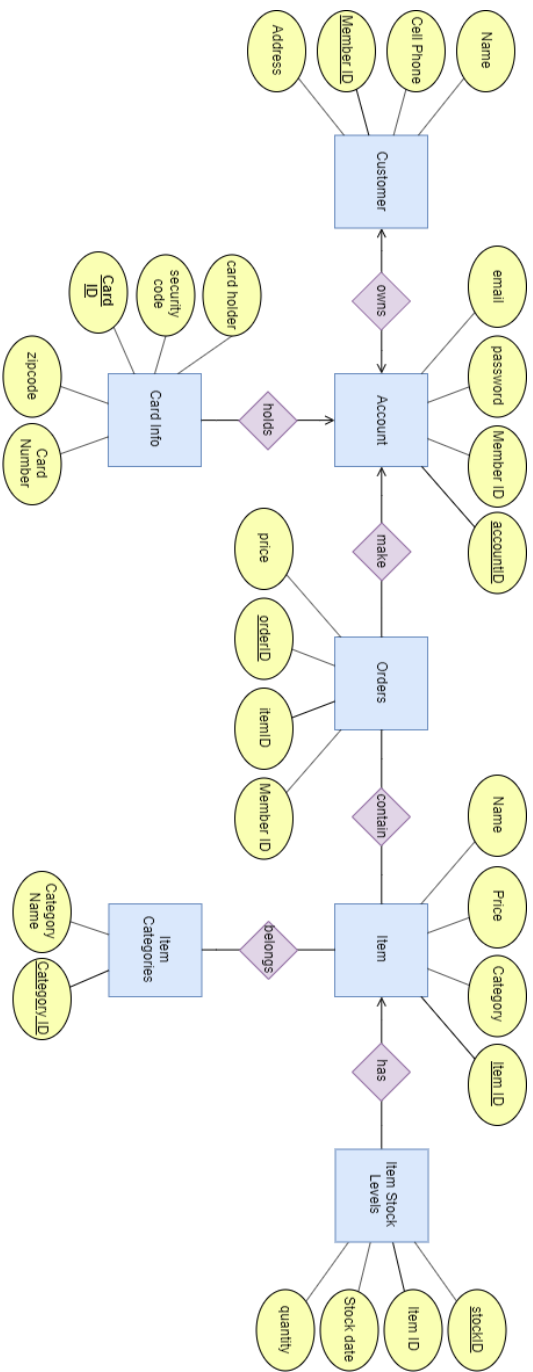 Name
Cell Phone
Member ID
Address
Customer
owns
email
password
Member ID
accountID
Account
holds
card holder
security
code
Card
ID
zipcode
Card
Number
Card Info
make
price
orderID
itemID
Member ID
Orders
contain
Name
Price
Category
Item ID
Item
belongs
Category
Name
Category ID
Item
Categories
has
Item Stock
Levels
stockID
Item ID
Stock date
quantity